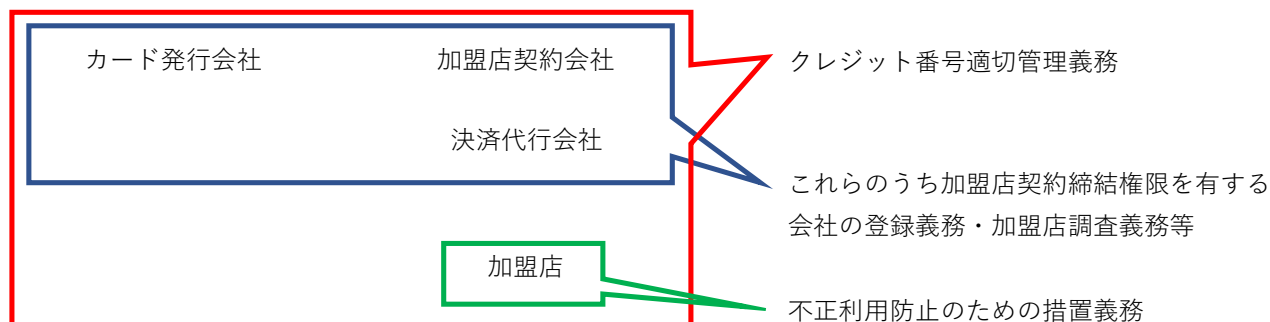 カード発行会社
加盟店契約会社
クレジット番号適切管理義務
決済代行会社
これらのうち加盟店契約締結権限を有する
会社の登録義務・加盟店調査義務等
加盟店
不正利用防止のための措置義務